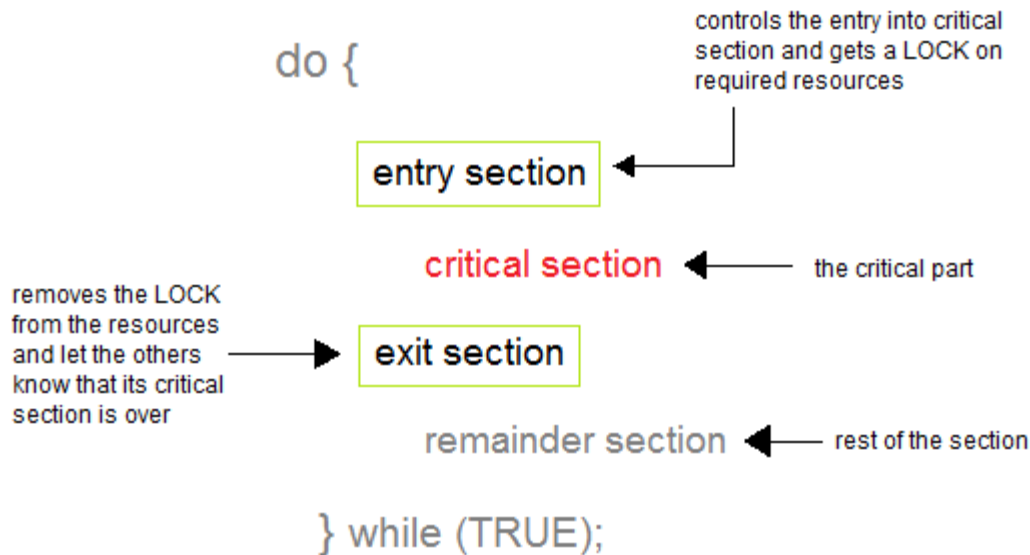 controls the entry into critical
section and gets a LOCK on
required resources
do {
entry section
critical section
the critical part
removes the LOCK
from the resources
and let the others
know that its critical
section is over
exit section
remainder section
rest of the section
} while (TRUE);